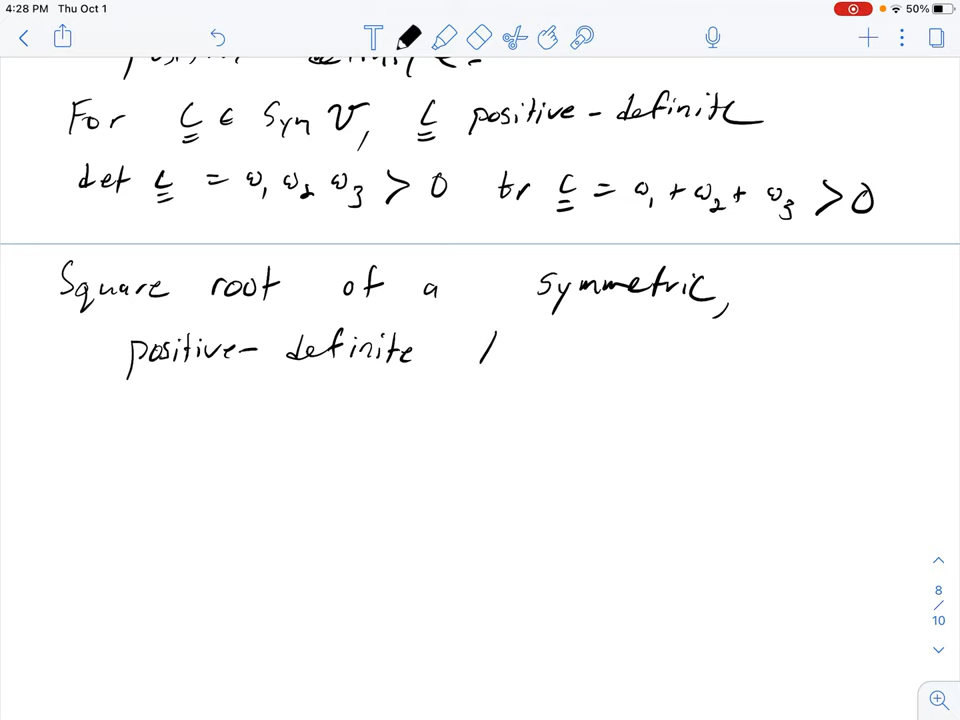 4:28 PM Thu Oct 1
50%
T
For C ∈ Sym V, C positive-definite
det C = ω1 ω2 ω3 > 0 tr C = ω1 + ω2 + ω3 > 0
Square root of a symmetric,
positive-definite
8
/
10